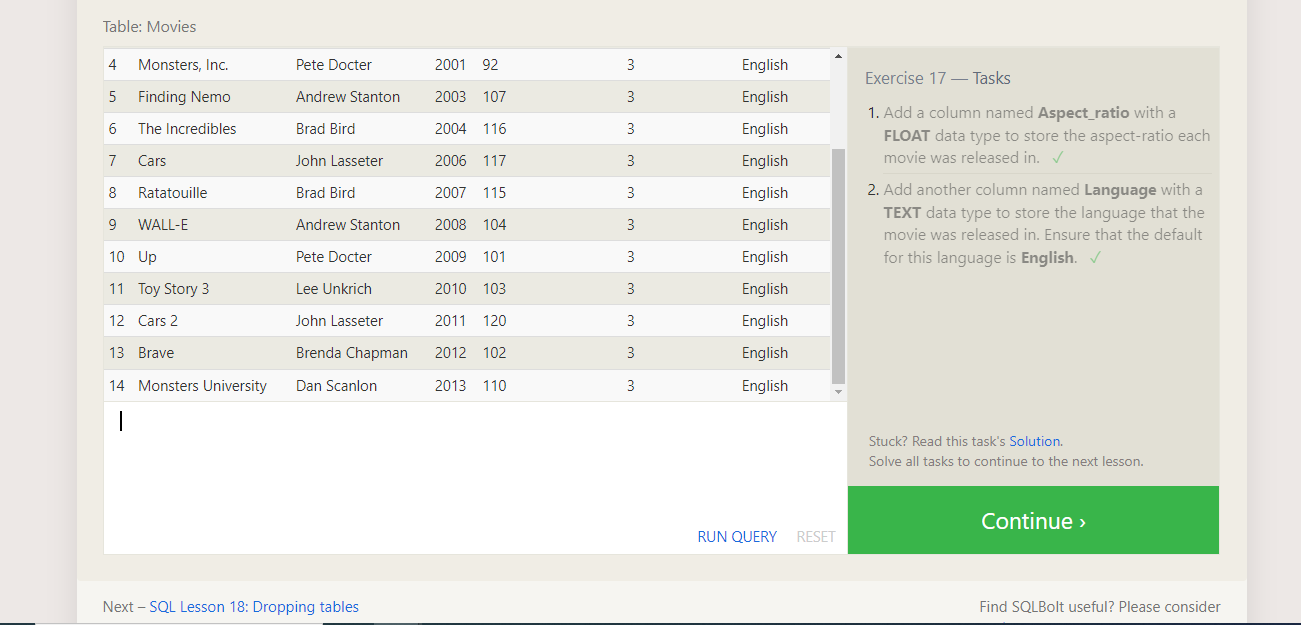 Table: Movies
4 Monsters, Inc. Pete Docter 2001 92 3 English
5 Finding Nemo Andrew Stanton 2003 107 3 English
6 The Incredibles Brad Bird 2004 116 3 English
7 Cars John Lasseter 2006 117 3 English
8 Ratatouille Brad Bird 2007 115 3 English
9 WALL-E Andrew Stanton 2008 104 3 English
10 Up Pete Docter 2009 101 3 English
11 Toy Story 3 Lee Unkrich 2010 103 3 English
12 Cars 2 John Lasseter 2011 120 3 English
13 Brave Brenda Chapman 2012 102 3 English
14 Monsters University Dan Scanlon 2013 110 3 English
RUN QUERY RESET
Exercise 17 — Tasks
1. Add a column named Aspect_ratio with a
FLOAT data type to store the aspect-ratio each
movie was released in. ✓
2. Add another column named Language with a
TEXT data type to store the language that the
movie was released in. Ensure that the default
for this language is English. ✓
Stuck? Read this task's Solution.
Solve all tasks to continue to the next lesson.
Continue ›
Next – SQL Lesson 18: Dropping tables
Find SQLBolt useful? Please consider